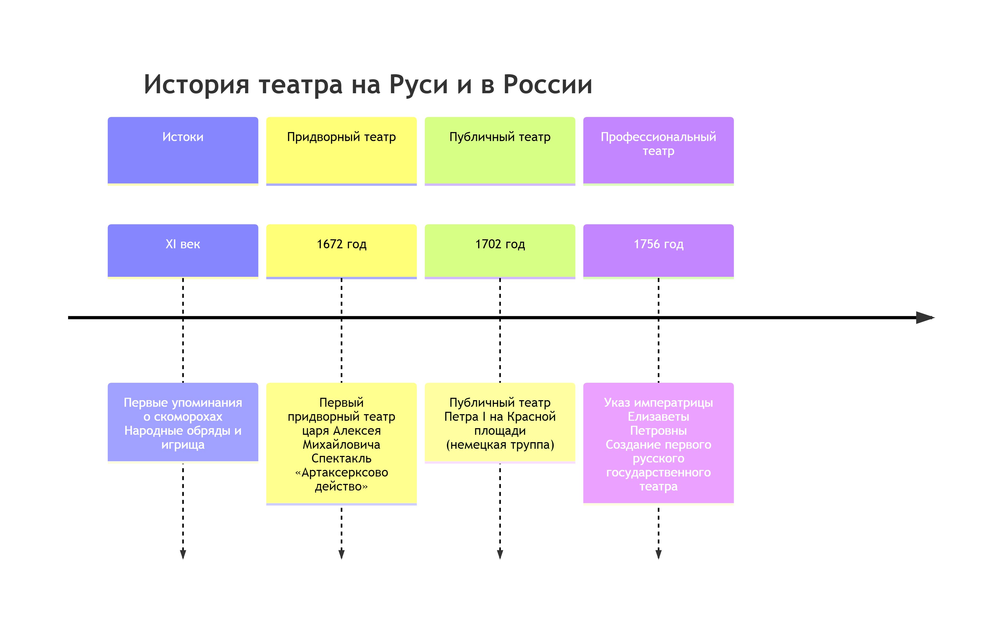 История театра на Руси и в России
Истоки
Придворный театр
Публичный театр
Профессиональный
театр
XI век
1672 год
1702 год
1756 год
Первые упоминания
о скоморохах
Народные обряды и
игрища
Первый
придворный театр
царя Алексея
Михайловича
Спектакль
«Артаксерксово
действо»
Публичный театр
Петра I на Красной
площади
(немецкая труппа)
Указ императрицы
Елизаветы
Петровны
Создание первого
русского
государственного
театра